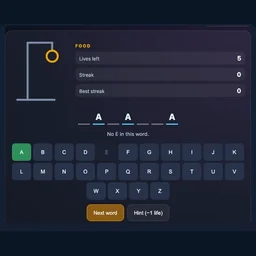 FOOD
Lives left 5
Streak 0
Best streak 0
_ A _ A _ _ A
No E in this word.
A B C D E F G H I J K
L M N O P Q R S T U V
W X Y Z
Next word Hint (−1 life)